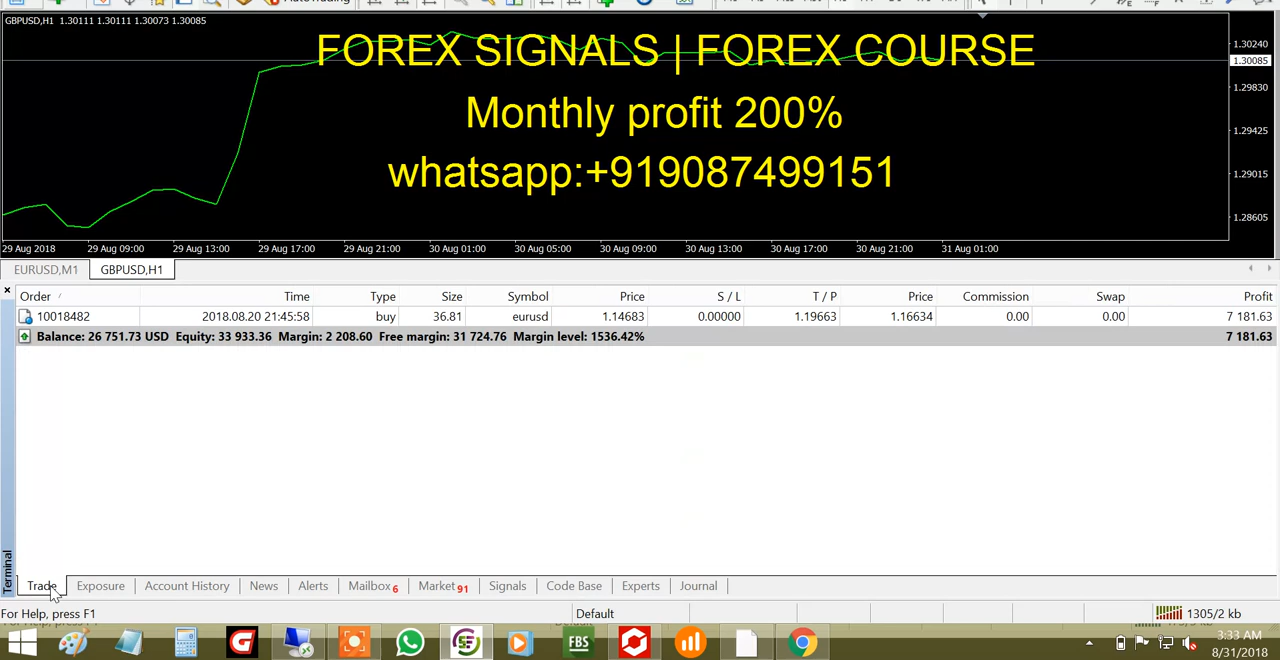 AutoTrading
GBPUSD,H1 1.30111 1.30111 1.30073 1.30085
FOREX SIGNALS | FOREX COURSE
Monthly profit 200%
whatsapp:+919087499151
1.30240
1.30085
1.29830
1.29425
1.29015
1.28605
29 Aug 2018 29 Aug 09:00 29 Aug 13:00 29 Aug 17:00 29 Aug 21:00 30 Aug 01:00 30 Aug 05:00 30 Aug 09:00 30 Aug 13:00 30 Aug 17:00 30 Aug 21:00 31 Aug 01:00
EURUSD,M1 GBPUSD,H1
Order / Time Type Size Symbol Price S / L T / P Price Commission Swap Profit
10018482 2018.08.20 21:45:58 buy 36.81 eurusd 1.14683 0.00000 1.19663 1.16634 0.00 0.00 7 181.63
Balance: 26 751.73 USD Equity: 33 933.36 Margin: 2 208.60 Free margin: 31 724.76 Margin level: 1536.42% 7 181.63
Terminal
Trade Exposure Account History News Alerts Mailbox 6 Market 91 Signals Code Base Experts Journal
For Help, press F1 Default 1305/2 kb
FBS
3:33 AM
8/31/2018